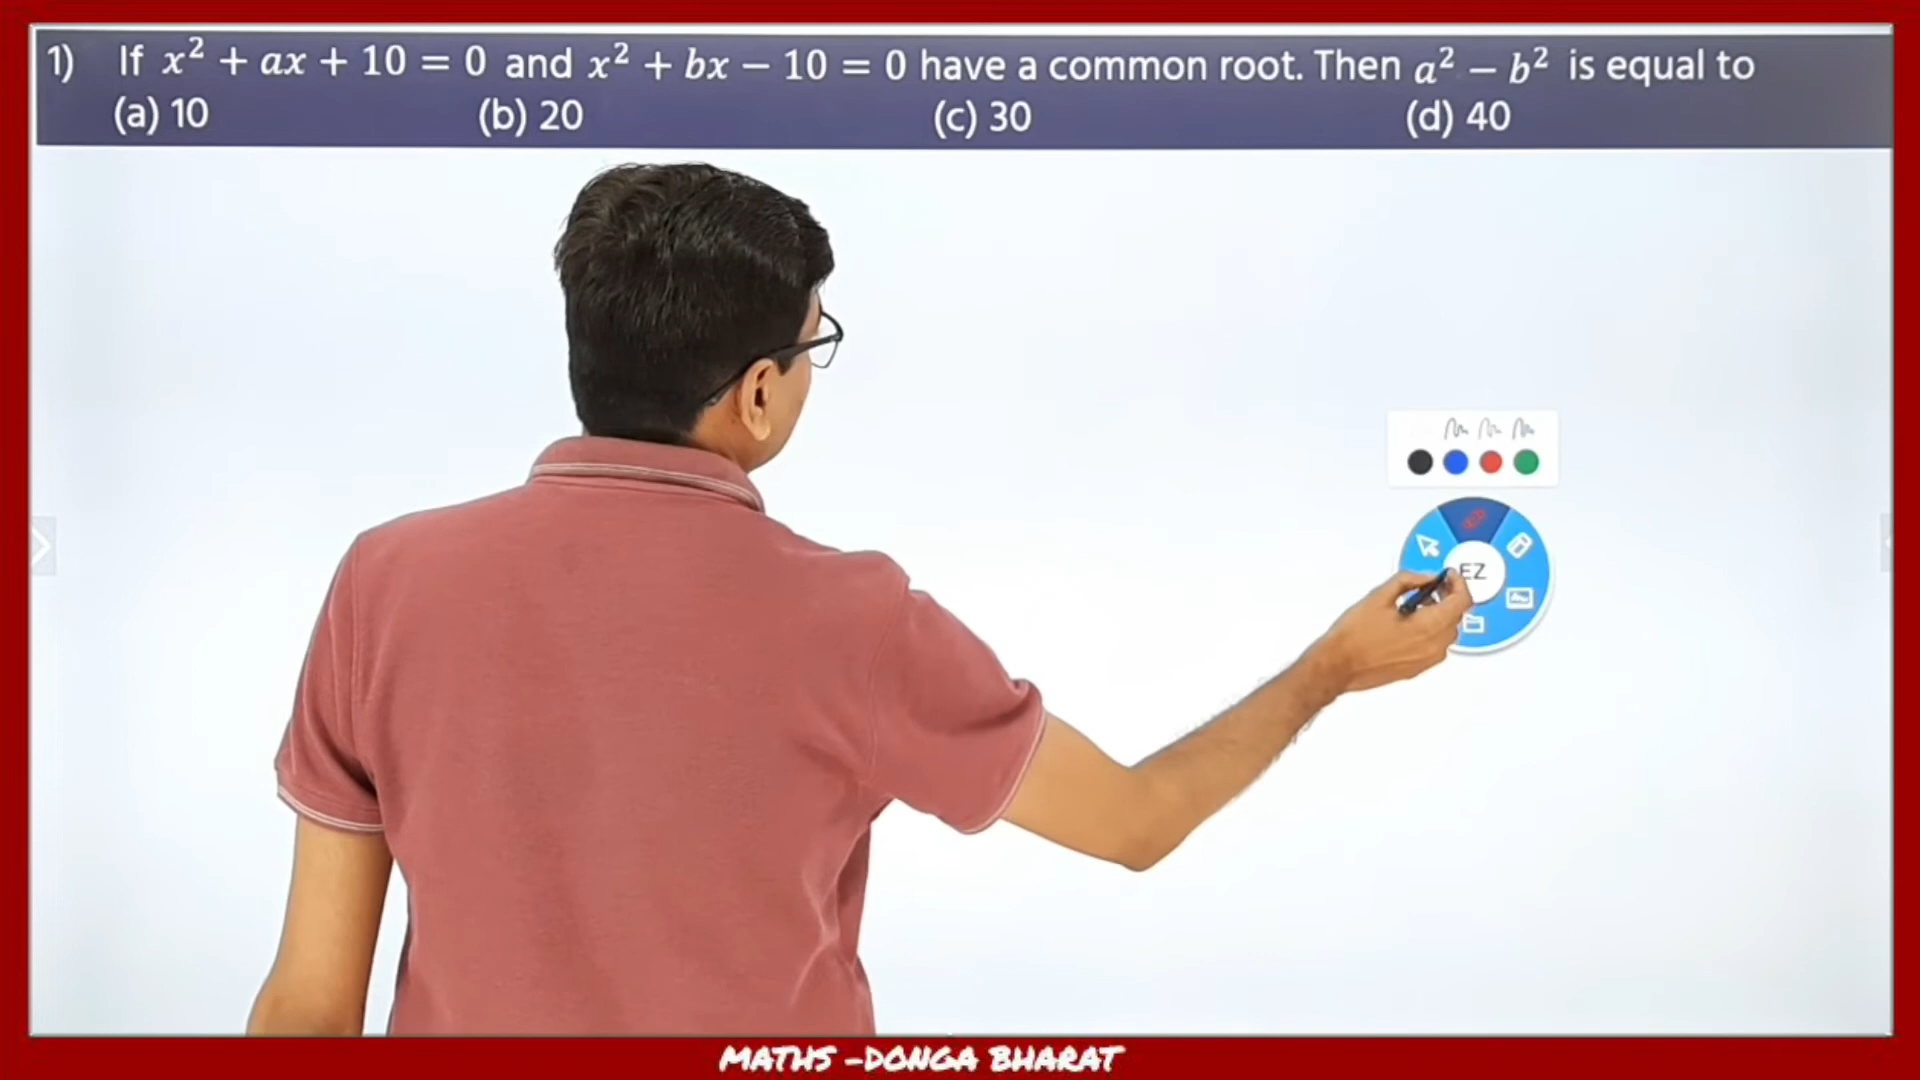 1) If x² + ax + 10 = 0 and x² + bx − 10 = 0 have a common root. Then a² − b² is equal to
(a) 10 (b) 20 (c) 30 (d) 40
EZ
MATHS -DONGA BHARAT